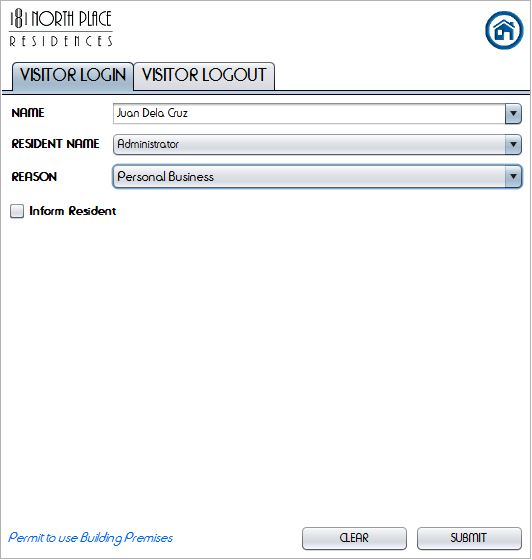 181 NORTH PLACE
RESIDENCES
VISITOR LOGIN VISITOR LOGOUT
NAME Juan Dela Cruz
RESIDENT NAME Administrator
REASON Personal Business
Inform Resident
Permit to use Building Premises CLEAR SUBMIT